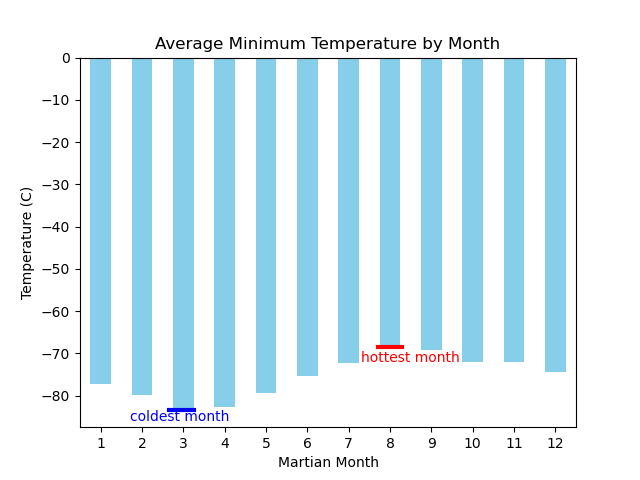 Average Minimum Temperature by Month
0
−10
−20
−30
−40
−50
−60
−70
−80
Temperature (C)
hottest month
coldest month
1 2 3 4 5 6 7 8 9 10 11 12
Martian Month